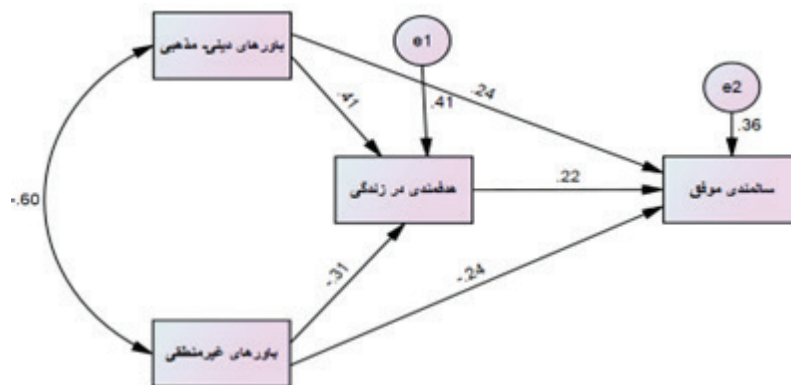 باورهای دینی- مذهبی
e1
.24
e2
.41
.41
.36
هدفمندی در زندگی
.22
سالمندی موفق
-.60
-.31
-.24
باورهای غیرمنطقی